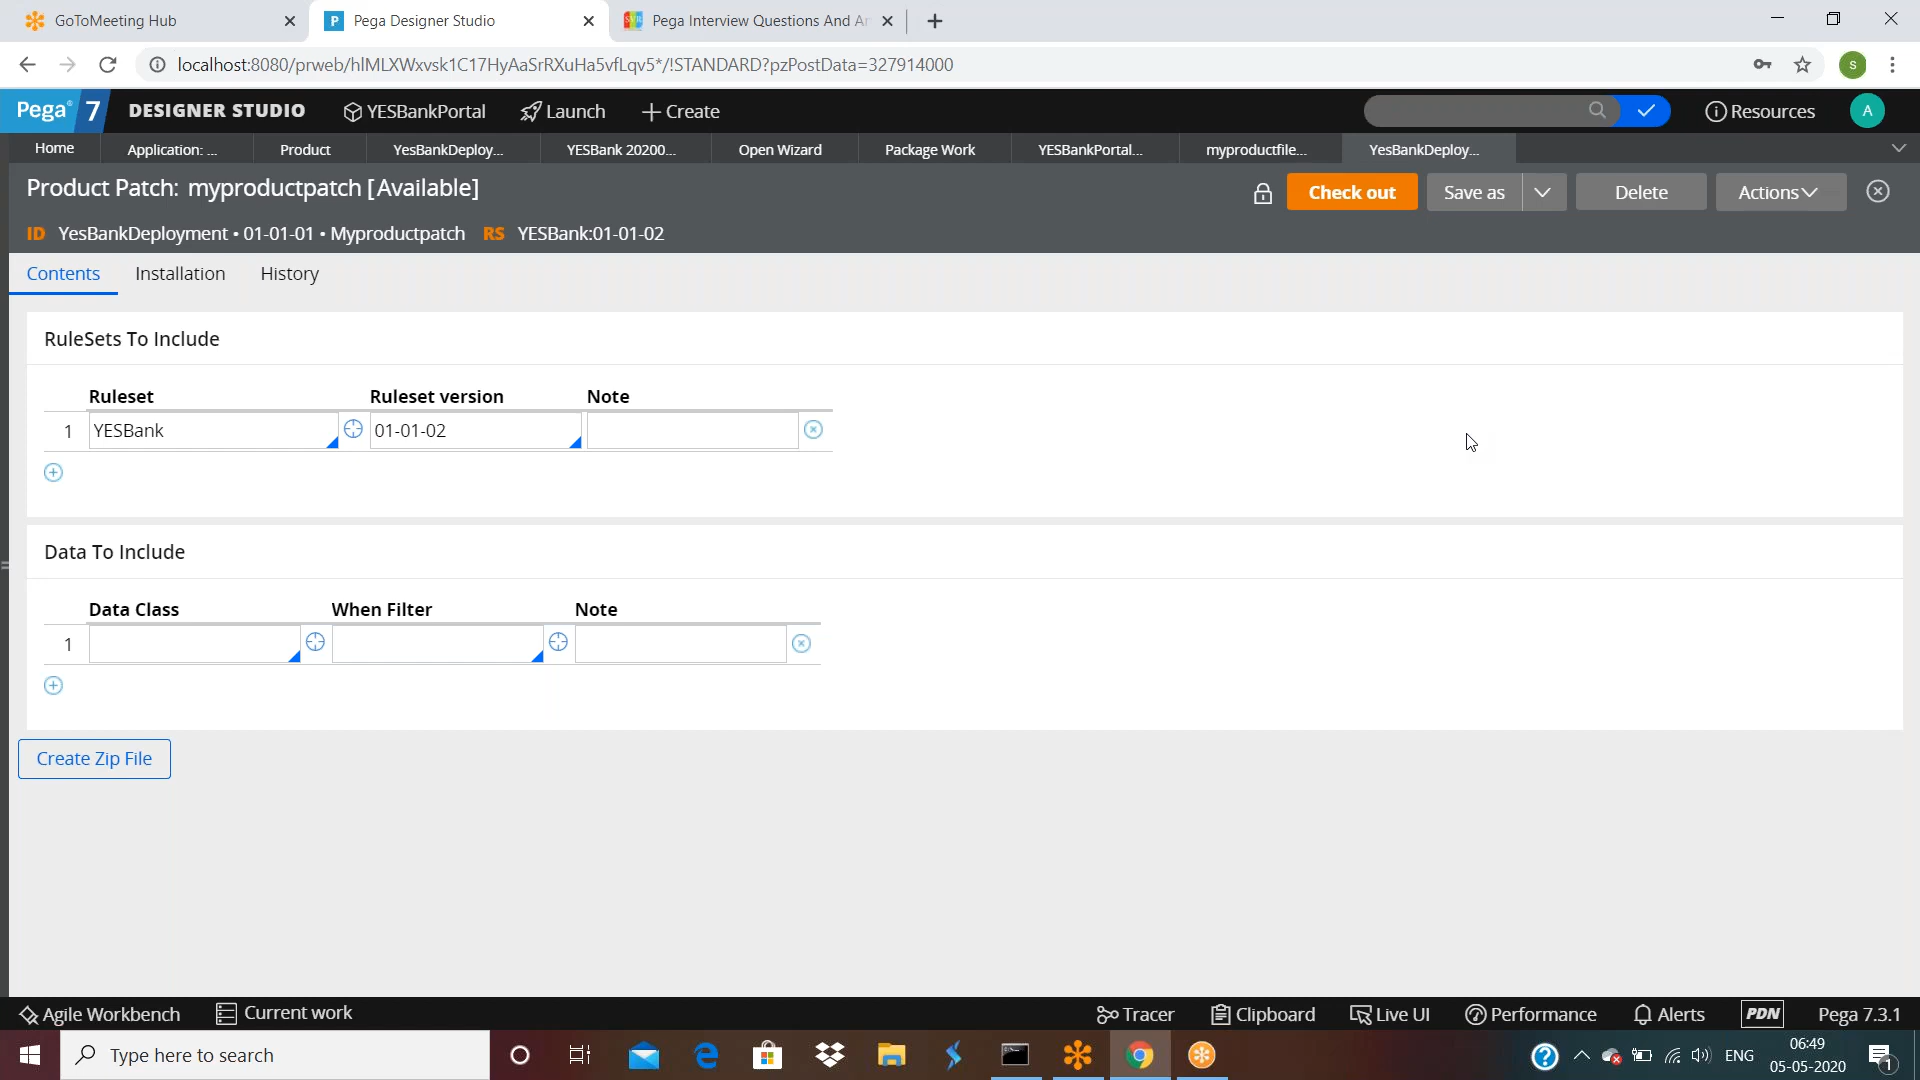 GoToMeeting Hub
Pega Designer Studio
Pega Interview Questions And An
localhost:8080/prweb/hlMLXWxvsk1C17HyAaSrRXuHa5vfLqv5*/!STANDARD?pzPostData=327914000
s
Pega 7 DESIGNER STUDIO YESBankPortal Launch Create
Resources A
Home Application: ... Product YesBankDeploy... YESBank 20200... Open Wizard Package Work YESBankPortal... myproductfile... YesBankDeploy...
Product Patch: myproductpatch [Available]
Check out Save as Delete Actions
ID YesBankDeployment • 01-01-01 • Myproductpatch RS YESBank:01-01-02
Contents Installation History
RuleSets To Include
Ruleset Ruleset version Note
1 YESBank 01-01-02
Data To Include
Data Class When Filter Note
1
Create Zip File
Agile Workbench Current work Tracer Clipboard Live UI Performance Alerts PDN Pega 7.3.1
Type here to search
ENG
06:49
05-05-2020
1